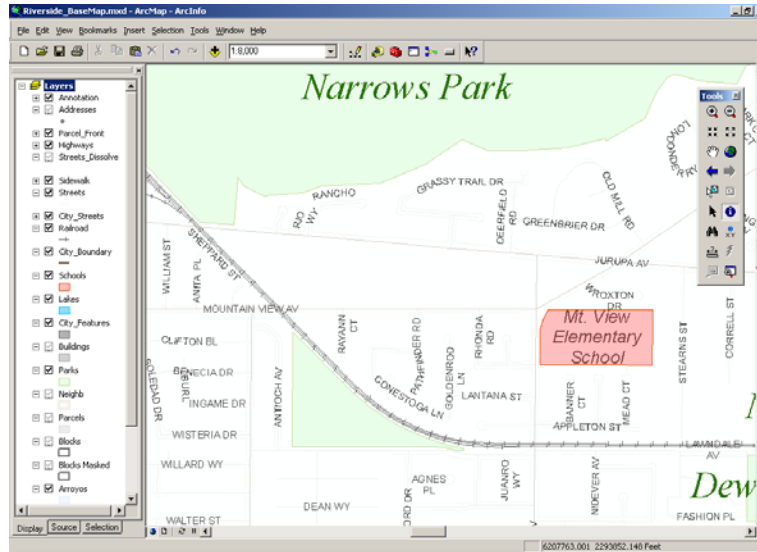 Riverside_BaseMap.mxd - ArcMap - ArcInfo
File Edit View Bookmarks Insert Selection Tools Window Help
1:8,000
Layers
Annotation
Addresses
Parcel_Front
Highways
Streets_Dissolve
Sidewalk
Streets
City_Streets
Railroad
City_Boundary
Schools
Lakes
City_Features
Buildings
Parks
Neighb
Parcels
Blocks
Blocks Masked
Arroyos
Display Source Selection
Narrows Park
Tools
LONDONDERRY
CT
RANCHO
GRASSY TRAIL DR
OLD MILL RD
RIO WY
DEERFIELD RD
GREENBRIER DR
SHEPPARD ST
WILLIAM ST
ANITA PL
JURUPA AV
WROXTON DR
MOUNTAIN VIEW AV
Mt. View
Elementary
School
STEARNS ST
CORRELL ST
CLIFTON BL
RAYANN CT
PATHFINDER RD
GOLDENROD LN
RHONDA RD
SOLEDAD DR
BENECIA DR
ANTIOCH AV
CONESTOGA LN
LANTANA ST
BANNER CT
MEAD CT
INGAME DR
APPLETON ST
WISTERIA DR
LAWNDALE AV
WILLARD WY
AGNES PL
JUANRO WY
NIDEVER AV
Dew
DEAN WY
ORD DR
FASHION PL
WALTER ST
6207763.001 2293852.148 Feet